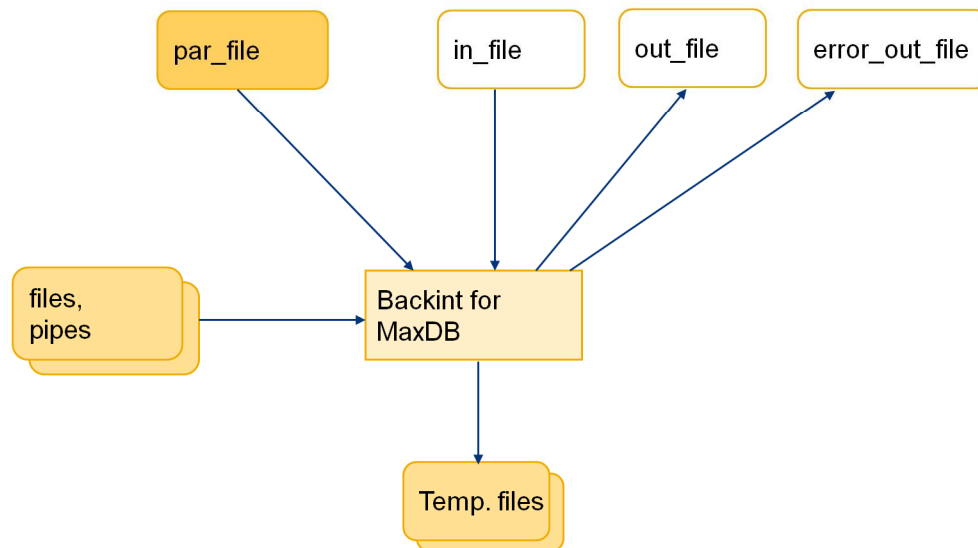 par_file
in_file
out_file
error_out_file
files,
pipes
Backint for
MaxDB
Temp. files